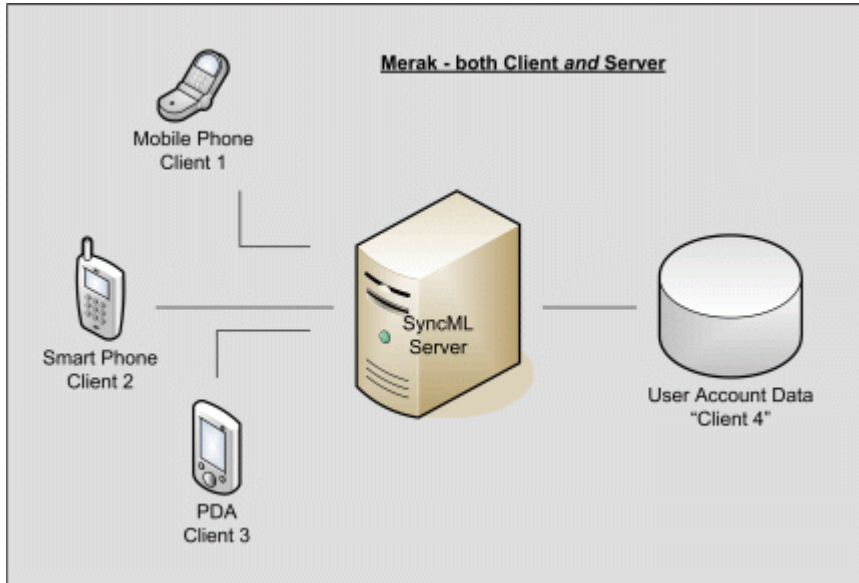 Merak - both Client and Server
Mobile Phone
Client 1
Smart Phone
Client 2
PDA
Client 3
SyncML
Server
User Account Data
“Client 4”